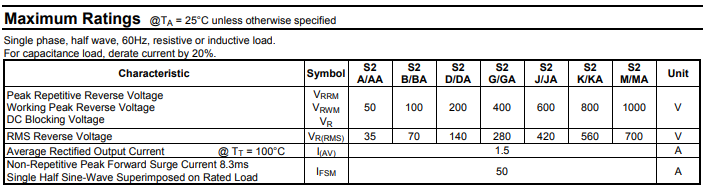 Maximum Ratings @TA = 25°C unless otherwise specified
Single phase, half wave, 60Hz, resistive or inductive load.
For capacitance load, derate current by 20%.
Characteristic Symbol S2 A/AA S2 B/BA S2 D/DA S2 G/GA S2 J/JA S2 K/KA S2 M/MA Unit
Peak Repetitive Reverse Voltage VRRM
Working Peak Reverse Voltage VRWM 50 100 200 400 600 800 1000 V
DC Blocking Voltage VR
RMS Reverse Voltage VR(RMS) 35 70 140 280 420 560 700 V
Average Rectified Output Current @ TT = 100°C I(AV) 1.5 A
Non-Repetitive Peak Forward Surge Current 8.3ms
Single Half Sine-Wave Superimposed on Rated Load IFSM 50 A